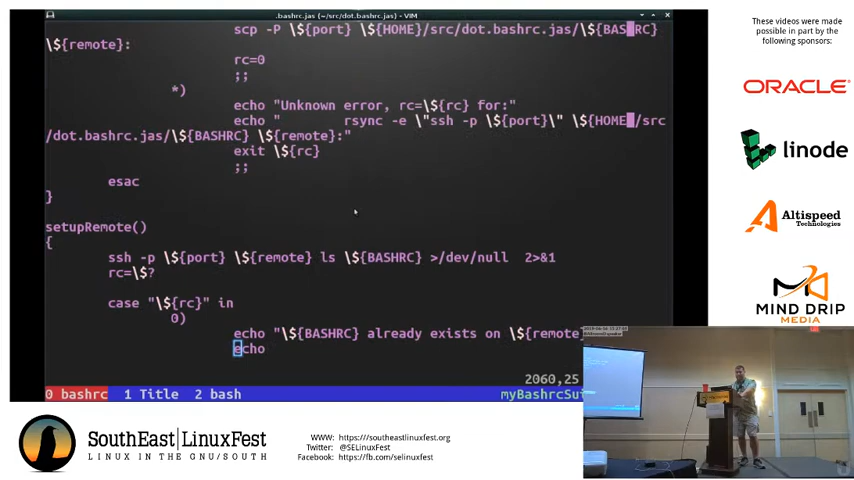 .bashrc.jas (~/src/dot.bashrc.jas) - VIM
scp -P \${port} \${HOME}/src/dot.bashrc.jas/\${BASHRC}
\${remote}:
rc=0
;;
*)
echo "Unknown error, rc=\${rc} for:"
echo " rsync -e \"ssh -p \${port}\" \${HOME}/src
/dot.bashrc.jas/\${BASHRC} \${remote}:"
exit \${rc}
;;
esac
}
setupRemote()
{
ssh -p \${port} \${remote} ls \${BASHRC} >/dev/null 2>&1
rc=\$?
case "\${rc}" in
0)
echo "\${BASHRC} already exists on \${remote
echo
2060,25
0 bashrc 1 Title 2 bash
myBashrcSu
These videos were made
possible in part by the
following sponsors:
ORACLE
linode
Altispeed
Technologies
MIND DRIP
MEDIA
SouthEast|LinuxFest
LINUX IN THE GNU/SOUTH
WWW: https://southeastlinuxfest.org
Twitter: @SELinuxFest
Facebook: https://fb.com/selinuxfest